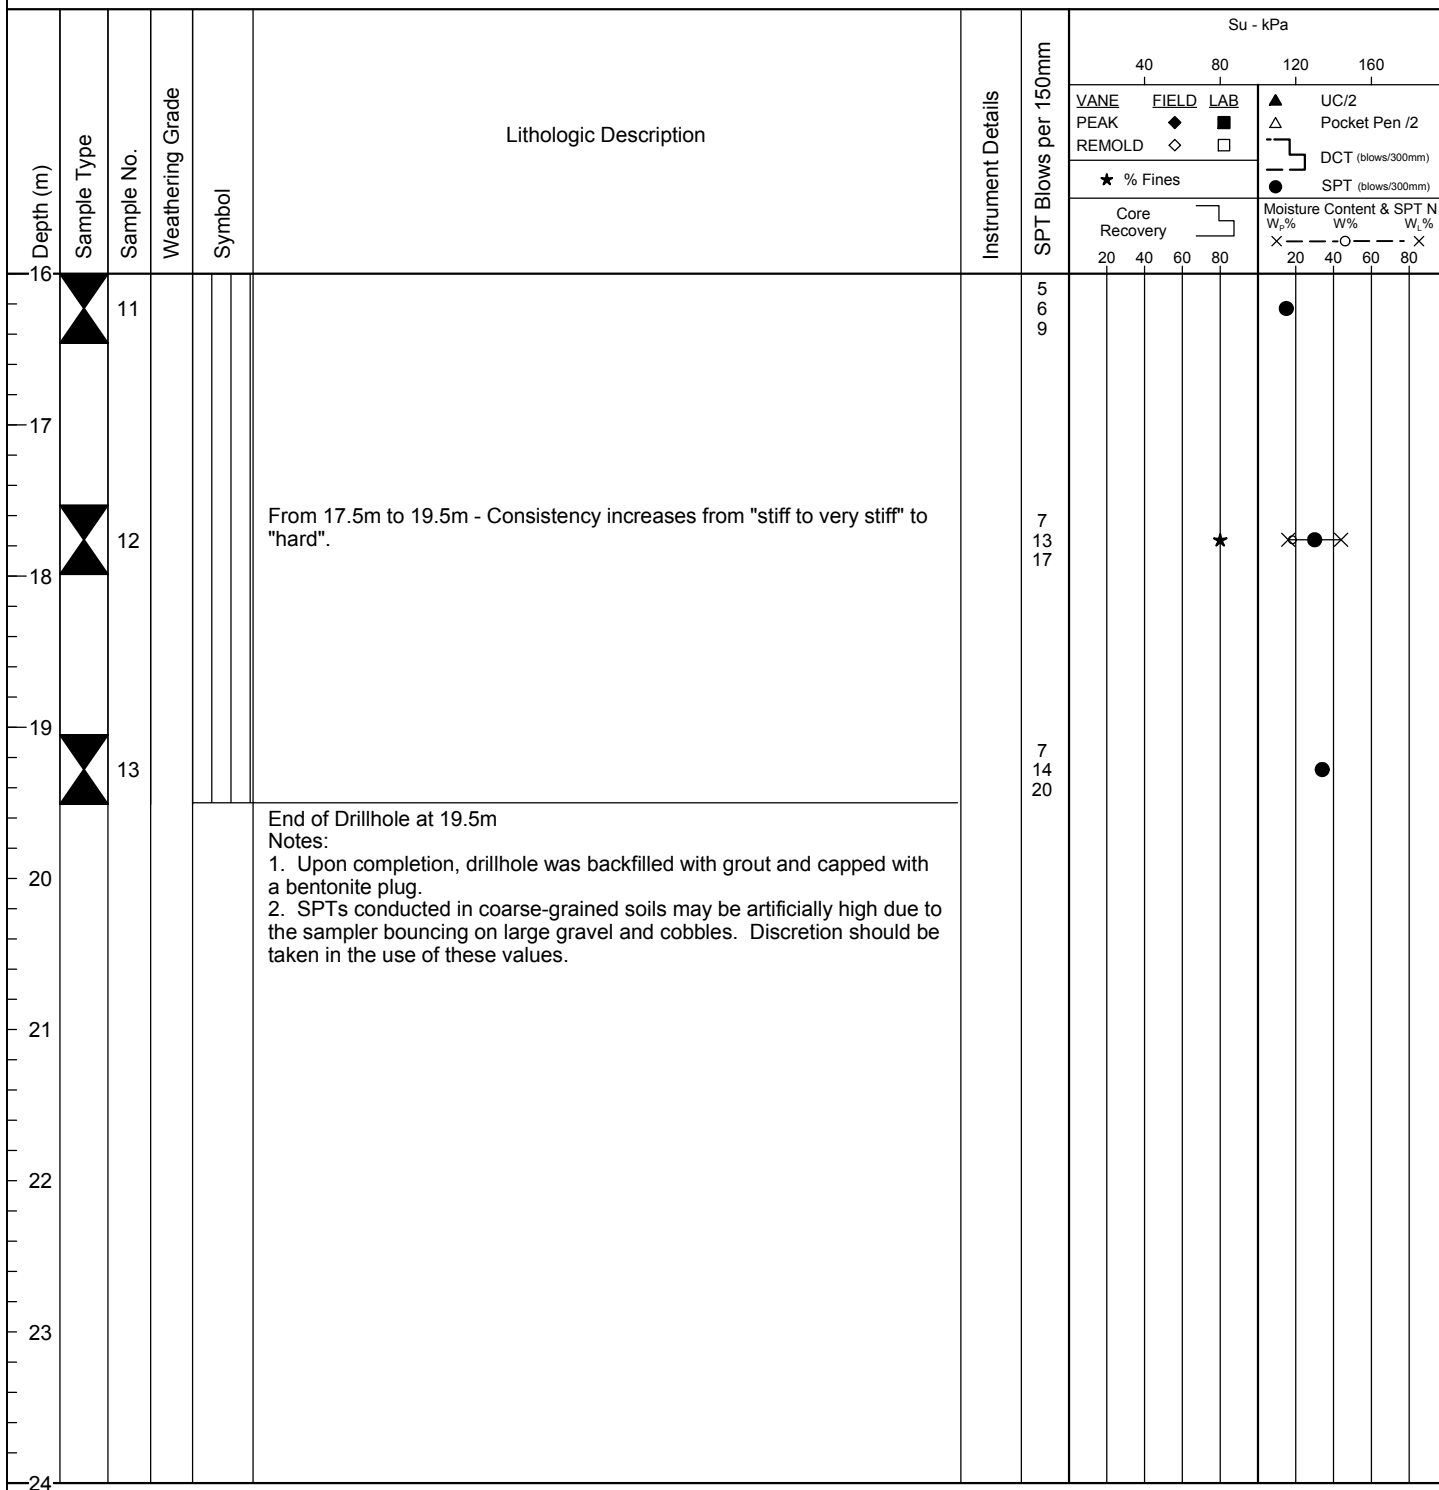 Depth (m)
Sample Type
Sample No.
Weathering Grade
Symbol
Lithologic Description
Instrument Details
SPT Blows per 150mm
Su - kPa
40 80 120 160
VANE FIELD LAB
PEAK
REMOLD
% Fines
Core
Recovery
UC/2
Pocket Pen /2
DCT (blows/300mm)
SPT (blows/300mm)
Moisture Content & SPT N
WP% W% WL%
20 40 60 80 20 40 60 80
16
11
5
6
9
17
From 17.5m to 19.5m - Consistency increases from "stiff to very stiff" to
"hard".
12
7
13
17
18
19
13
7
14
20
End of Drillhole at 19.5m
Notes:
1. Upon completion, drillhole was backfilled with grout and capped with
a bentonite plug.
2. SPTs conducted in coarse-grained soils may be artificially high due to
the sampler bouncing on large gravel and cobbles. Discretion should be
taken in the use of these values.
20
21
22
23
24